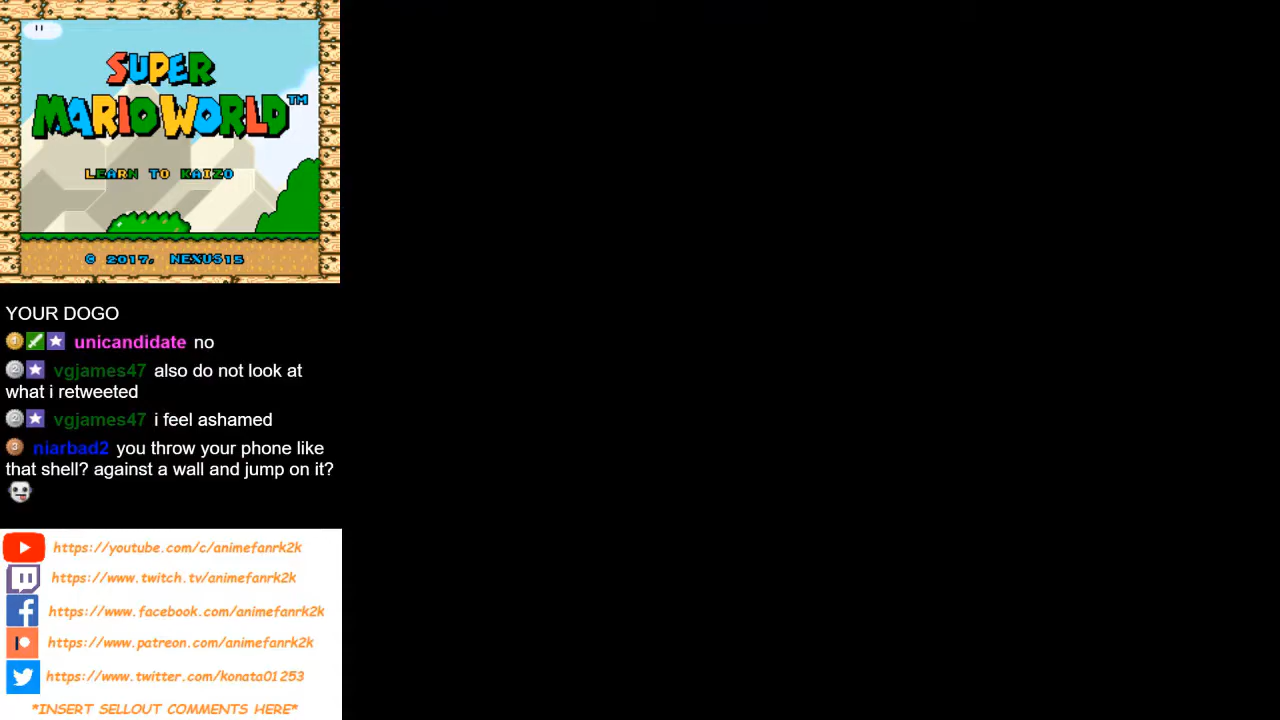 SUPER
MARIO WORLD™
LEARN TO KAIZO
© 2017, NEXUS15
YOUR DOGO
unicandidate no
vgjames47 also do not look at
what i retweeted
vgjames47 i feel ashamed
niarbad2 you throw your phone like
that shell? against a wall and jump on it?
https://youtube.com/c/animefanrk2k
https://www.twitch.tv/animefanrk2k
https://www.facebook.com/animefanrk2k
https://www.patreon.com/animefanrk2k
https://www.twitter.com/konata01253
*INSERT SELLOUT COMMENTS HERE*